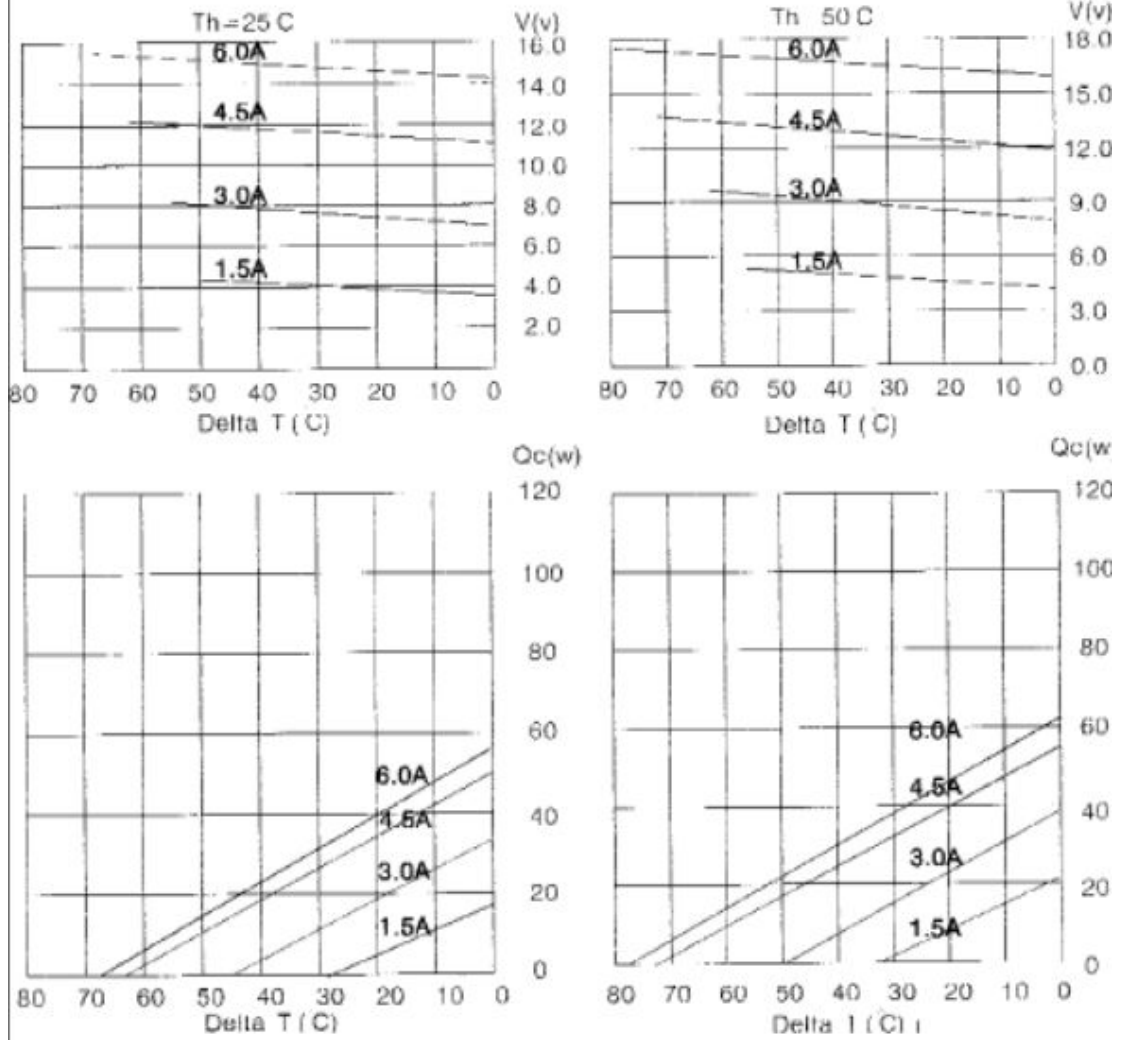 Th=25 C
V(v)
16.0
6.0A
14.0
4.5A
12.0
10.0
3.0A
8.0
6.0
1.5A
4.0
2.0
80 70 60 50 40 30 20 10 0
Delta T ( C)
Th 50 C
V(v)
18.0
6.0A
15.0
4.5A
12.0
3.0A
9.0
1.5A
6.0
3.0
0.0
80 70 60 50 40 30 20 10 0
Delta T ( C)
Qc(w)
120
100
80
60
6.0A
40
4.5A
3.0A
20
1.5A
0
80 70 60 50 40 30 20 10 0
Delta T ( C)
Qc(w
120
100
80
60
6.0A
4.5A
40
3.0A
20
1.5A
0
80 70 60 50 40 30 20 10 0
Delta T ( C)